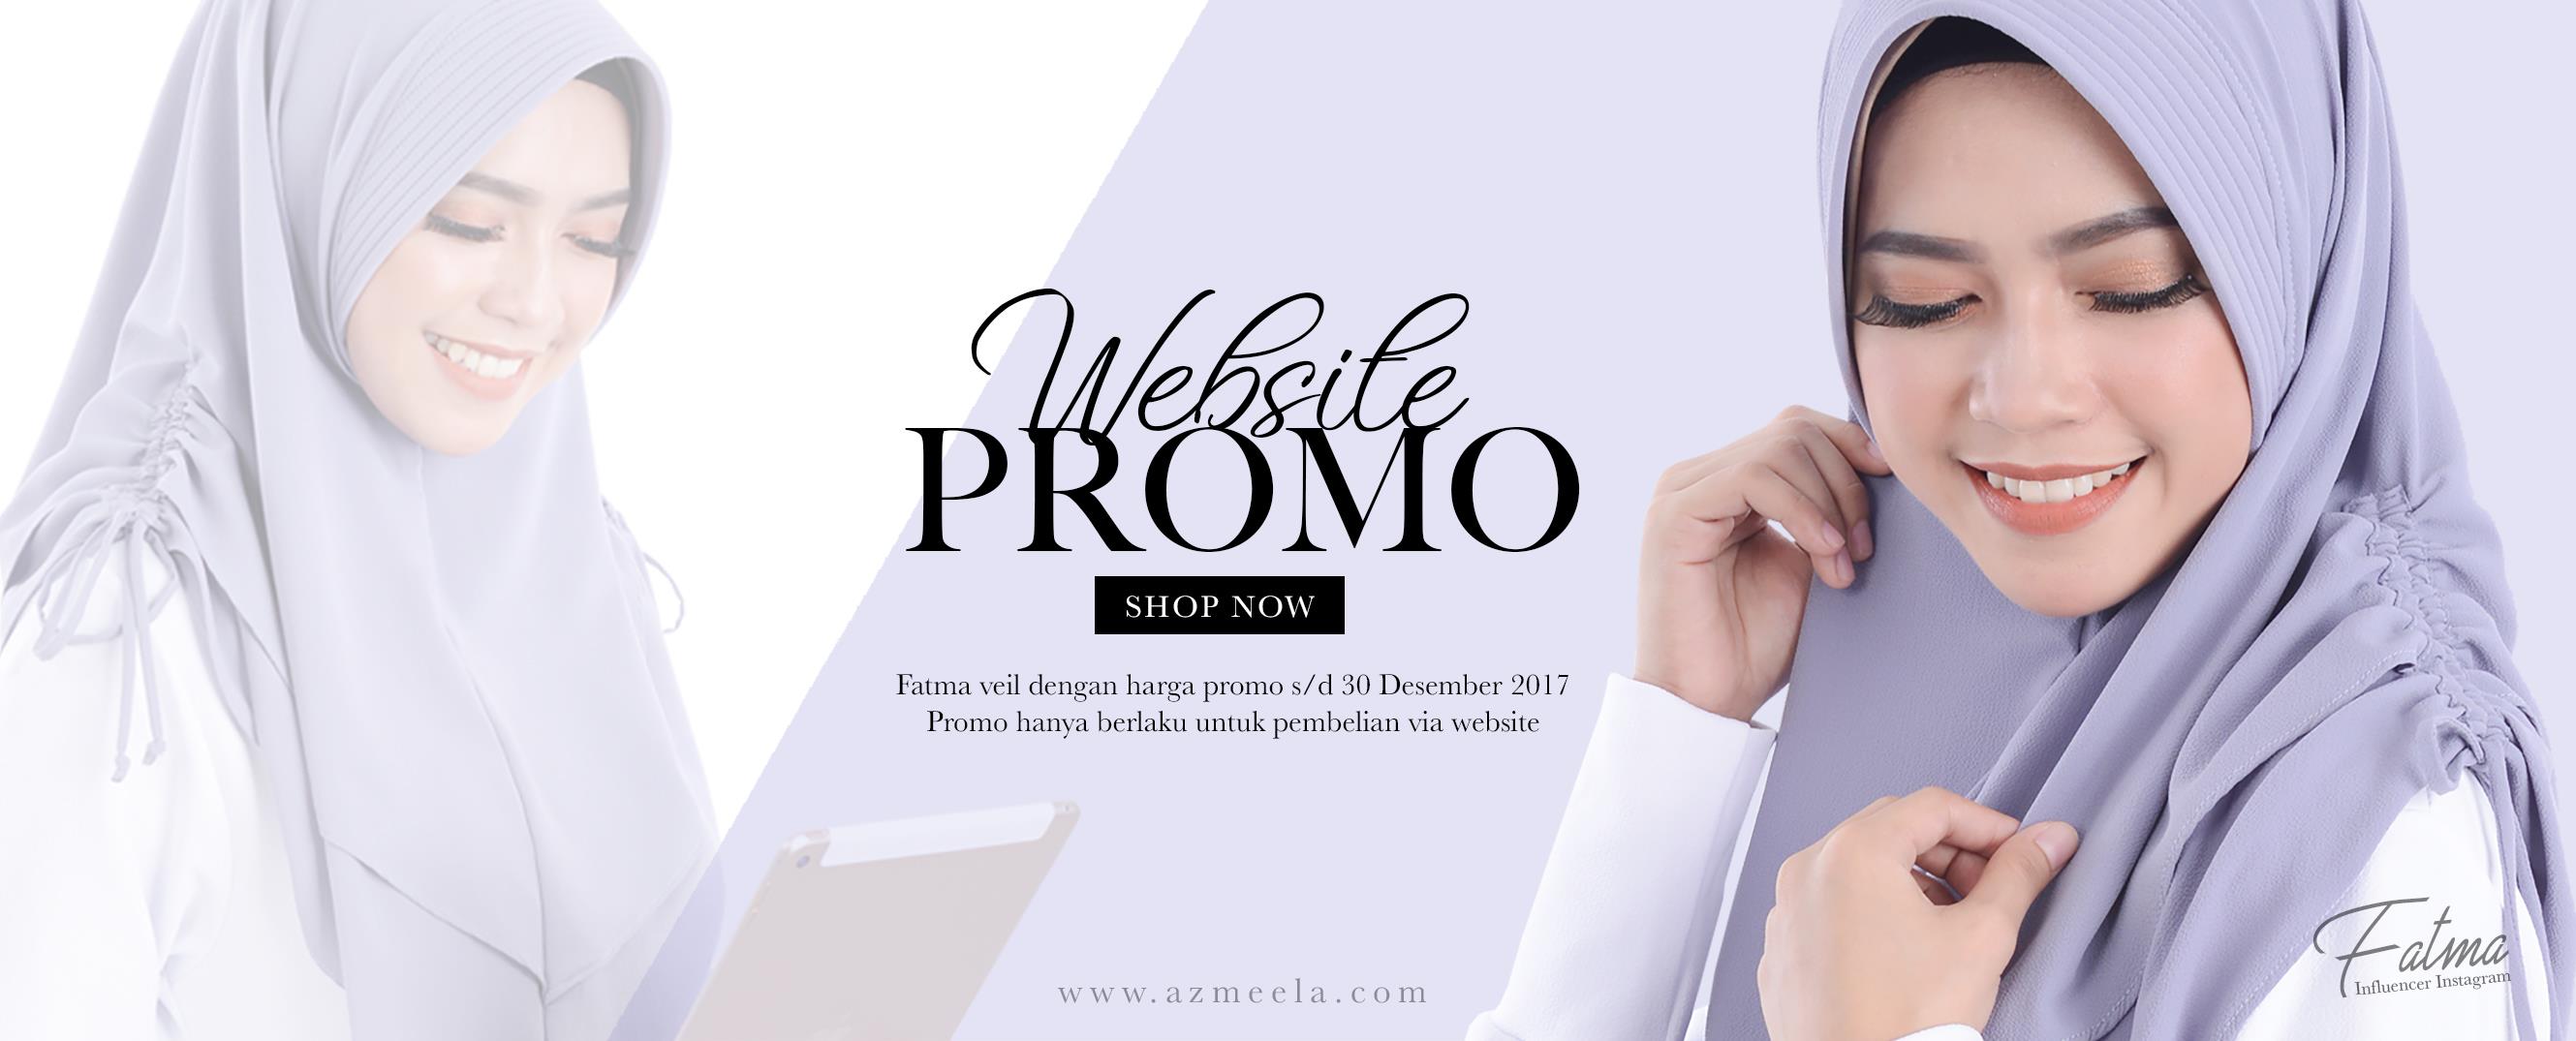 Website
PROMO
SHOP NOW
Fatma veil dengan harga promo s/d 30 Desember 2017
Promo hanya berlaku untuk pembelian via website
www.azmeela.com
Fatma
Influencer Instagram